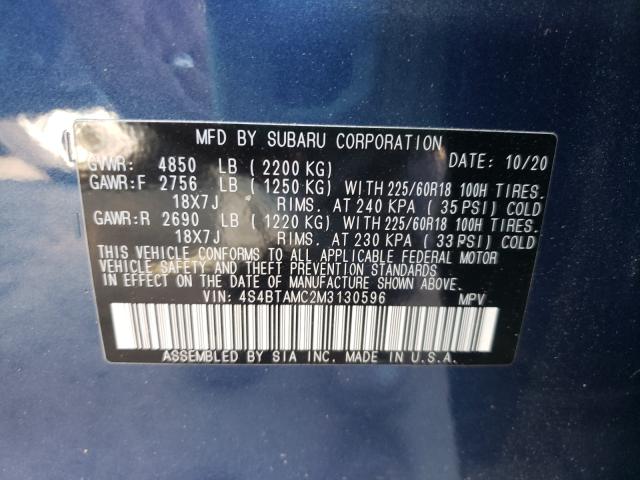 MFD BY SUBARU CORPORATION
GVWR: 4850 LB (2200 KG) DATE: 10/20
GAWR:F 2756 LB (1250 KG) WITH 225/60R18 100H TIRES.
18X7J RIMS. AT 240 KPA (35 PSI) COLD
GAWR:R 2690 LB (1220 KG) WITH 225/60R18 100H TIRES.
18X7J RIMS. AT 230 KPA (33 PSI) COLD
THIS VEHICLE CONFORMS TO ALL APPLICABLE FEDERAL MOTOR
VEHICLE SAFETY AND THEFT PREVENTION STANDARDS
IN EFFECT ON THE DATE OF MANUFACTURE SHOWN ABOVE.
VIN: 4S4BTAMC2M3130596 MPV
ASSEMBLED BY SIA INC. MADE IN U.S.A.